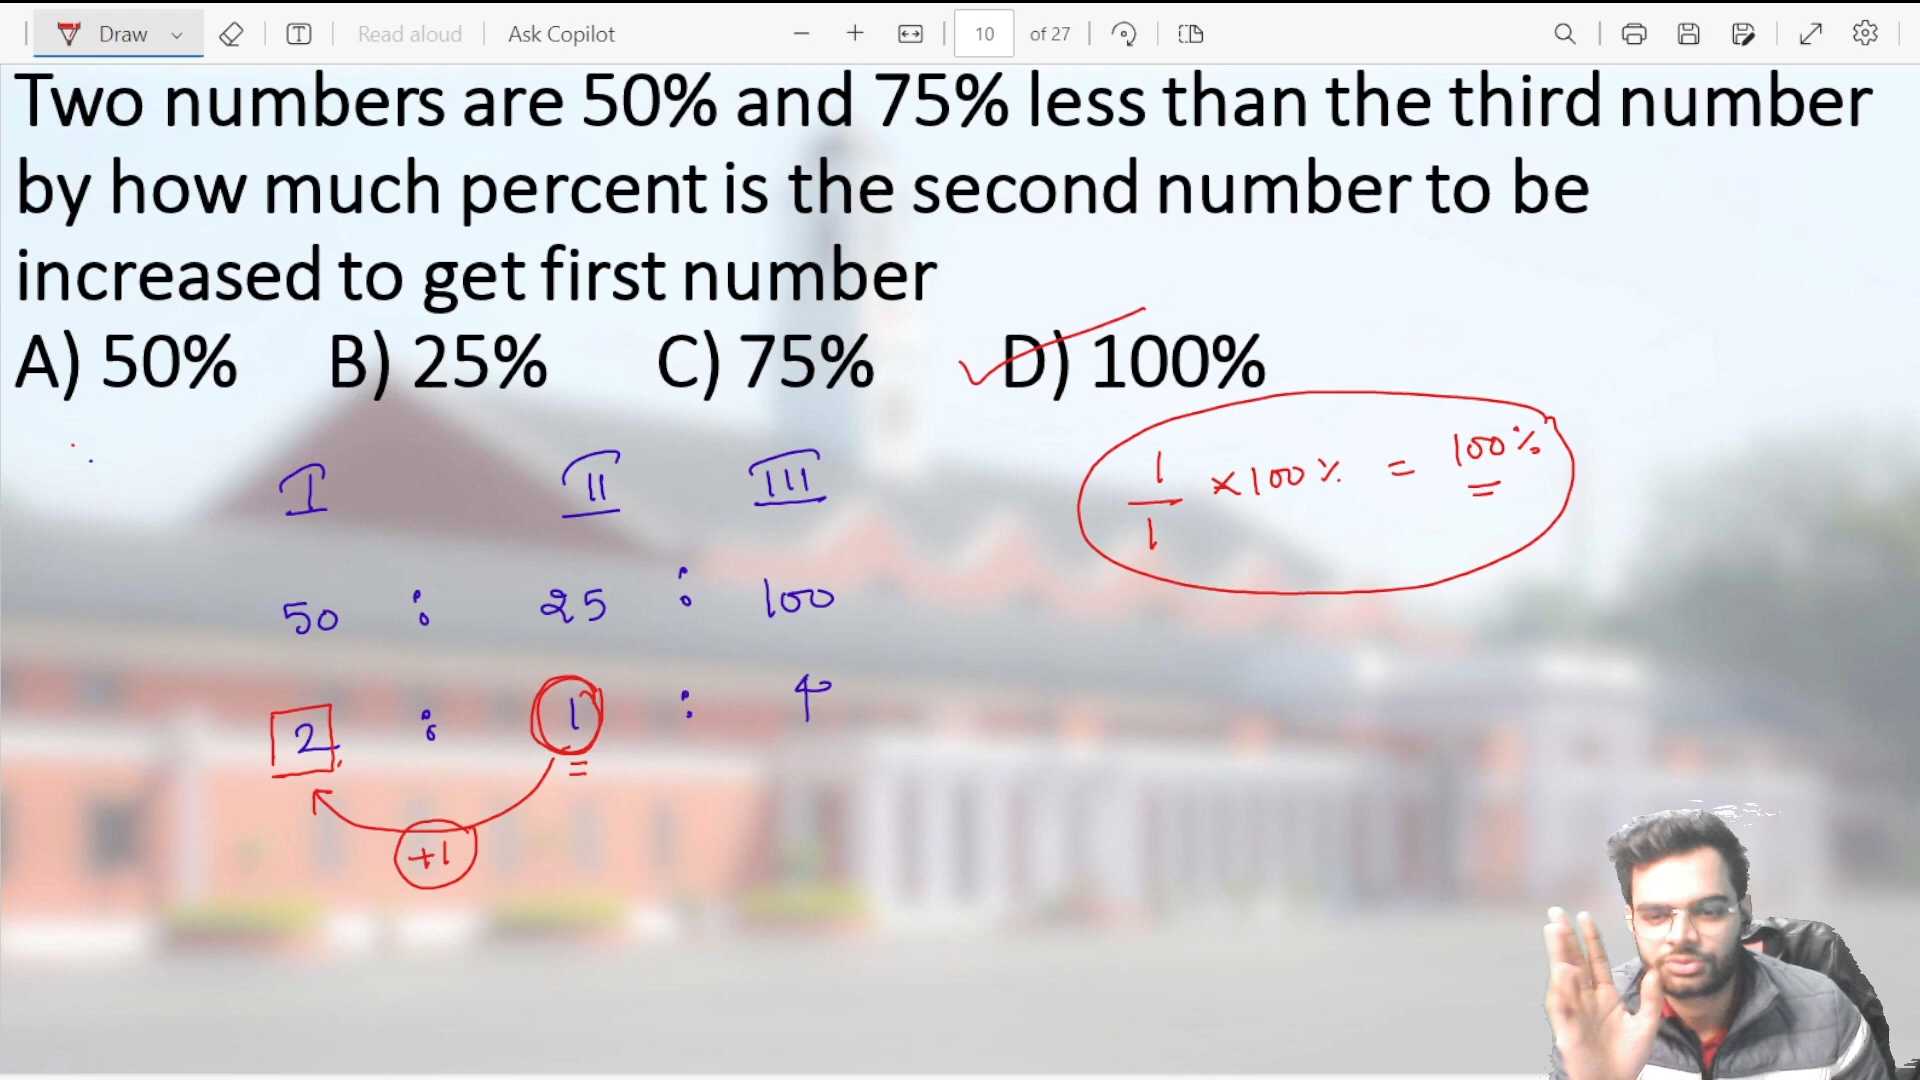 Draw Read aloud Ask Copilot 10 of 27
Two numbers are 50% and 75% less than the third number
by how much percent is the second number to be
increased to get first number
A) 50% B) 25% C) 75% D) 100%
I II III
1/1 × 100% = 100%
50 : 25 : 100
2 : 1 : 4
+1